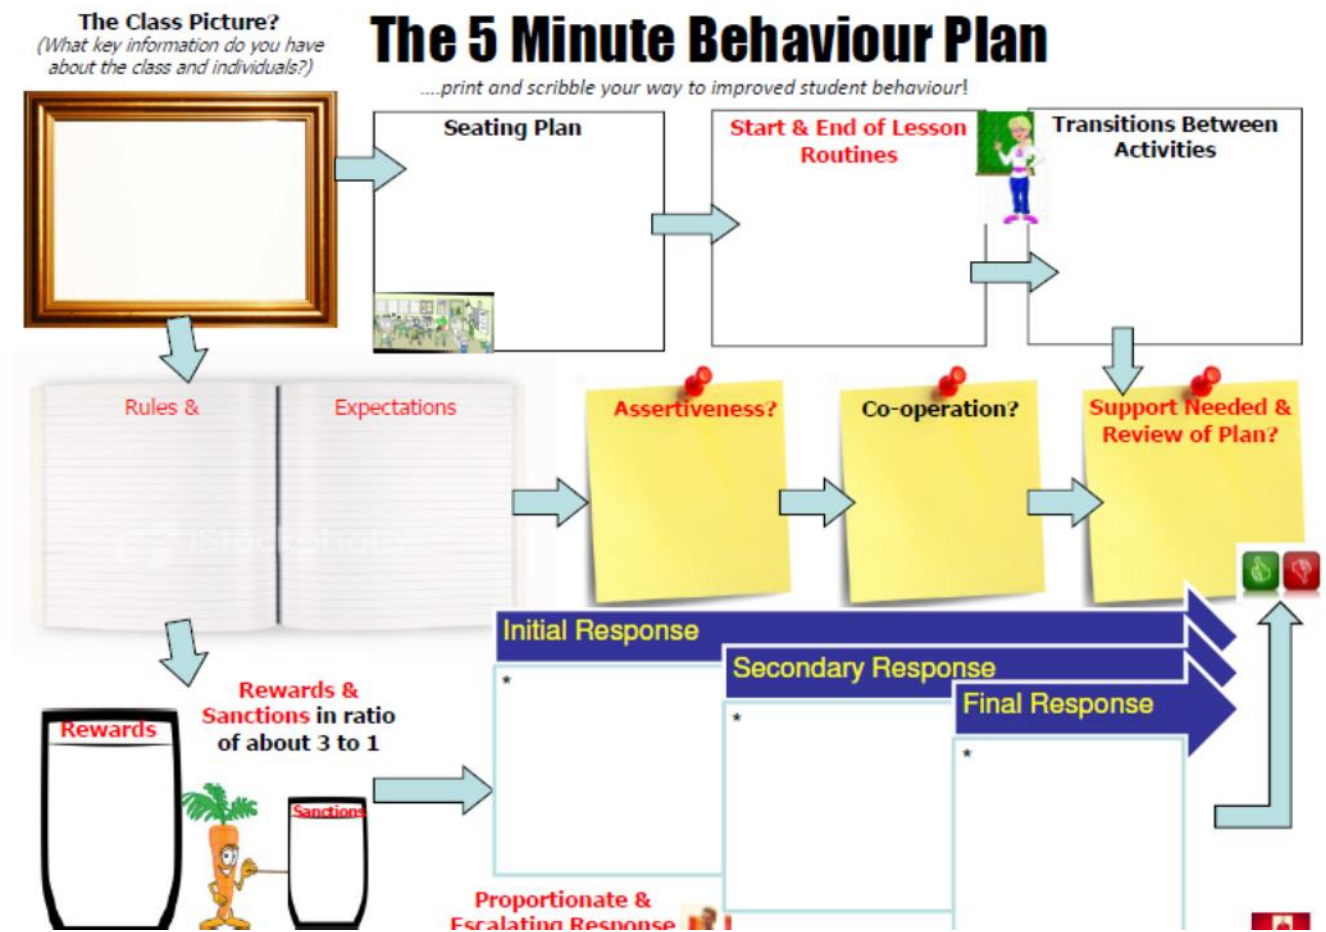 The Class Picture?
(What key information do you have
about the class and individuals?)
The 5 Minute Behaviour Plan
....print and scribble your way to improved student behaviour!
Seating Plan
Start & End of Lesson
Routines
Transitions Between
Activities
Rules &
Expectations
Assertiveness?
Co-operation?
Support Needed &
Review of Plan?
Initial Response
*
Secondary Response
*
Final Response
*
Rewards &
Sanctions in ratio
of about 3 to 1
Rewards
Sanctions
Proportionate &
Escalating Response